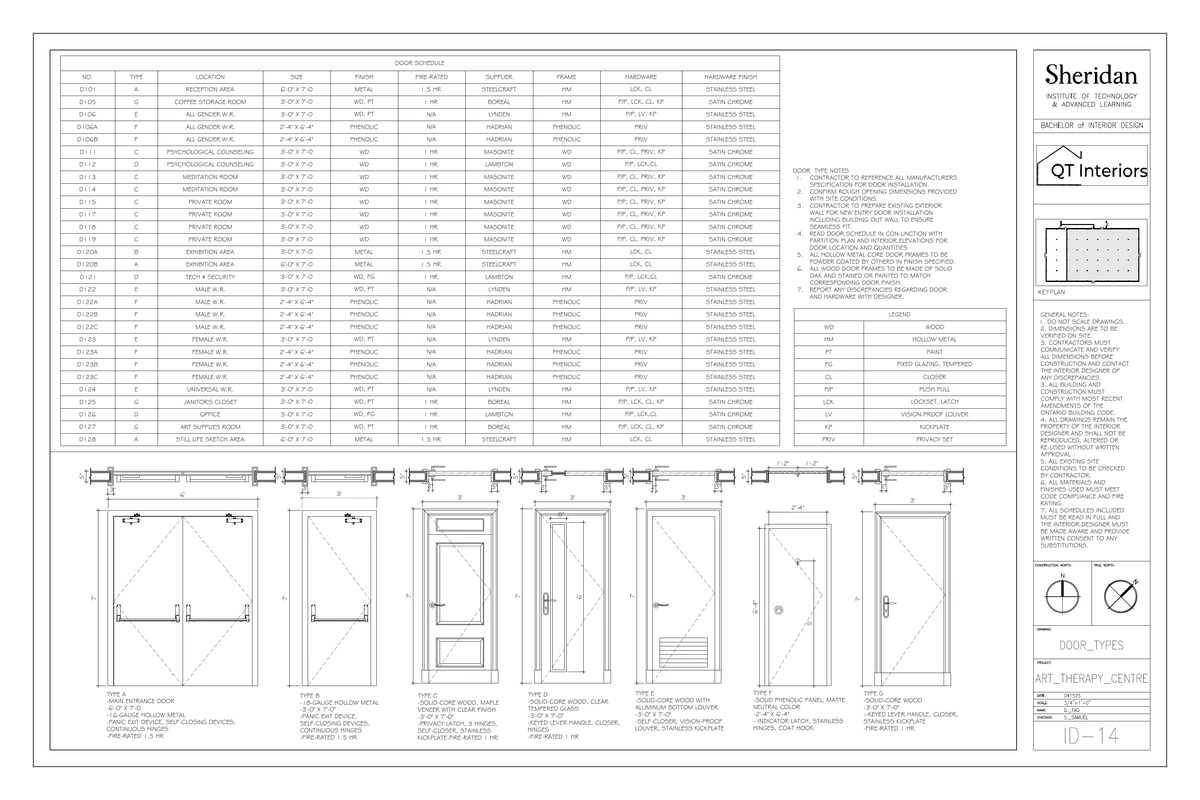 DOOR SCHEDULE
NO. TYPE LOCATION SIZE FINISH FIRE-RATED SUPPLIER FRAME HARDWARE HARDWARE FINISH
D101 A RECEPTION AREA 6'-0" X 7'-0 METAL 1.5 HR STEELCRAFT HM LCK, CL STAINLESS STEEL
D105 G COFFEE STORAGE ROOM 3'-0" X 7'-0 WD, PT 1 HR BOREAL HM P/P, LCK, CL, KP SATIN CHROME
D106 E ALL GENDER W.R. 3'-0" X 7'-0 WD, PT N/A LYNDEN HM P/P, LV, KP STAINLESS STEEL
D106A F ALL GENDER W.R. 2'-4" X 6'-4" PHENOLIC N/A HADRIAN PHENOLIC PRIV STAINLESS STEEL
D106B F ALL GENDER W.R. 2'-4" X 6'-4" PHENOLIC N/A HADRIAN PHENOLIC PRIV STAINLESS STEEL
D111 C PSYCHOLOGICAL COUNSELING 3'-0" X 7'-0 WD 1 HR MASONITE WD P/P, CL, PRIV, KP SATIN CHROME
D112 D PSYCHOLOGICAL COUNSELING 3'-0" X 7'-0 WD 1 HR LAMBTON WD P/P, LCK,CL SATIN CHROME
D113 C MEDITATION ROOM 3'-0" X 7'-0 WD 1 HR MASONITE WD P/P, CL, PRIV, KP SATIN CHROME
D114 C MEDITATION ROOM 3'-0" X 7'-0 WD 1 HR MASONITE WD P/P, CL, PRIV, KP SATIN CHROME
D115 C PRIVATE ROOM 3'-0" X 7'-0 WD 1 HR MASONITE WD P/P, CL, PRIV, KP SATIN CHROME
D117 C PRIVATE ROOM 3'-0" X 7'-0 WD 1 HR MASONITE WD P/P, CL, PRIV, KP SATIN CHROME
D118 C PRIVATE ROOM 3'-0" X 7'-0 WD 1 HR MASONITE WD P/P, CL, PRIV, KP SATIN CHROME
D119 C PRIVATE ROOM 3'-0" X 7'-0 WD 1 HR MASONITE WD P/P, CL, PRIV, KP SATIN CHROME
D120A B EXHIBITION AREA 3'-0" X 7'-0 METAL 1.5 HR STEELCRAFT HM LCK, CL STAINLESS STEEL
D120B A EXHIBITION AREA 6'-0" X 7'-0 METAL 1.5 HR STEELCRAFT HM LCK, CL STAINLESS STEEL
D121 D TECH & SECURITY 3'-0" X 7'-0 WD, FG 1 HR LAMBTON HM P/P, LCK,CL SATIN CHROME
D122 E MALE W.R. 3'-0" X 7'-0 WD, PT N/A LYNDEN HM P/P, LV, KP STAINLESS STEEL
D122A F MALE W.R. 2'-4" X 6'-4" PHENOLIC N/A HADRIAN PHENOLIC PRIV STAINLESS STEEL
D122B F MALE W.R. 2'-4" X 6'-4" PHENOLIC N/A HADRIAN PHENOLIC PRIV STAINLESS STEEL
D122C F MALE W.R. 2'-4" X 6'-4" PHENOLIC N/A HADRIAN PHENOLIC PRIV STAINLESS STEEL
D123 E FEMALE W.R. 3'-0" X 7'-0 WD, PT N/A LYNDEN HM P/P, LV, KP STAINLESS STEEL
D123A F FEMALE W.R. 2'-4" X 6'-4" PHENOLIC N/A HADRIAN PHENOLIC PRIV STAINLESS STEEL
D123B F FEMALE W.R. 2'-4" X 6'-4" PHENOLIC N/A HADRIAN PHENOLIC PRIV STAINLESS STEEL
D123C F FEMALE W.R. 2'-4" X 6'-4" PHENOLIC N/A HADRIAN PHENOLIC PRIV STAINLESS STEEL
D124 E UNIVERSAL W.R. 3'-0" X 7'-0 WD, PT N/A LYNDEN HM P/P, LV, KP STAINLESS STEEL
D125 G JANITOR'S CLOSET 3'-0" X 7'-0 WD, PT 1 HR BOREAL HM P/P, LCK, CL, KP SATIN CHROME
D126 D OFFICE 3'-0" X 7'-0 WD, FG 1 HR LAMBTON HM P/P, LCK,CL SATIN CHROME
D127 G ART SUPPLIES ROOM 3'-0" X 7'-0 WD, PT 1 HR BOREAL HM P/P, LCK, CL, KP SATIN CHROME
D128 A STILL LIFE SKETCH AREA 6'-0" X 7'-0 METAL 1.5 HR STEELCRAFT HM LCK, CL STAINLESS STEEL
DOOR TYPE NOTES
1. CONTRACTOR TO REFERENCE ALL MANUFACTURERS
SPECIFICATION FOR DOOR INSTALLATION.
2. CONFIRM ROUGH OPENING DIMENSIONS PROVIDED
WITH SITE CONDITIONS.
3. CONTRACTOR TO PREPARE EXISTING EXTERIOR
WALL FOR NEW ENTRY DOOR INSTALLATION
INCLUDING BUILDING OUT WALL TO ENSURE
SEAMLESS FIT.
4. READ DOOR SCHEDULE IN CON-UNCTION WITH
PARTITION PLAN AND INTERIOR ELEVATIONS FOR
DOOR LOCATION AND QUANTITIES
5. ALL HOLLOW METAL CORE DOOR FRAMES TO BE
POWDER COATED BY OTHERS IN FINISH SPECIFIED.
6. ALL WOOD DOOR FRAMES TO BE MADE OF SOLID
OAK AND STAINED OR PAINTED TO MATCH
CORRESPONDING DOOR FINISH.
7. REPORT ANY DISCREPANCIES REGARDING DOOR
AND HARDWARE WITH DESIGNER.
LEGEND
WD WOOD
HM HOLLOW METAL
PT PAINT
FG FIXED GLAZING, TEMPERED
CL CLOSER
P/P PUSH PULL
LCK LOCKSET, LATCH
LV VISION-PROOF LOUVER
KP KICKPLATE
PRIV PRIVACY SET
5" 5" 5" 5" 5" 5" 5"
1'-2" 1'-2"
6' 3' 3' 3' 3' 2'-4" 3'
7' 7' 7' 7' 7' 6'-4" 7'
6" 6' 5'
TYPE A
-MAIN ENTRANCE DOOR
-6'-0" X 7'-0
-16-GAUGE HOLLOW METAL
-PANIC EXIT DEVICE, SELF-CLOSING DEVICES,
CONTINUOUS HINGES
-FIRE-RATED 1.5 HR.
TYPE B
-18-GAUGE HOLLOW METAL
-3'-0" X 7'-0"
-PANIC EXIT DEVICE,
SELF-CLOSING DEVICES,
CONTINUOUS HINGES
-FIRE-RATED 1.5 HR.
TYPE C
-SOLID-CORE WOOD, MAPLE
VENEER WITH CLEAR FINISH
-3'-0" X 7'-0"
-PRIVACY LATCH, 3 HINGES,
SELF-CLOSER, STAINLESS
KICKPLATE-FIRE-RATED 1 HR.
TYPE D
-SOLID-CORE WOOD, CLEAR
TEMPERED GLASS
-3'-0" X 7'-0"
-KEYED LEVER HANDLE, CLOSER,
HINGES
-FIRE-RATED 1 HR.
TYPE E
-SOLID-CORE WOOD WITH
ALUMINUM BOTTOM LOUVER
-3'-0" X 7'-0"
-SELF-CLOSER, VISION-PROOF
LOUVER, STAINLESS KICKPLATE
TYPE F
-SOLID PHENOLIC PANEL, MATTE
NEUTRAL COLOR
-2'-4" X 6'-4"
- INDICATOR LATCH, STAINLESS
HINGES, COAT HOOK
TYPE G
-SOLID-CORE WOOD
-3'-0" X 7'-0"
-KEYED LEVER HANDLE, CLOSER,
STAINLESS KICKPLATE
-FIRE-RATED 1 HR.
Sheridan
INSTITUTE OF TECHNOLOGY
& ADVANCED LEARNING
BACHELOR of INTERIOR DESIGN
QT Interiors
KEYPLAN
GENERAL NOTES:
1. DO NOT SCALE DRAWINGS.
2. DIMENSIONS ARE TO BE
VERIFIED ON SITE.
3. CONTRACTORS MUST
COMMUNICATE AND VERIFY
ALL DIMENSIONS BEFORE
CONSTRUCTION AND CONTACT
THE INTERIOR DESIGNER OF
ANY DISCREPANCIES.
3. ALL BUILDING AND
CONSTRUCTION MUST
COMPLY WITH MOST RECENT
AMENDMENTS OF THE
ONTARIO BUILDING CODE.
4. ALL DRAWINGS REMAIN THE
PROPERTY OF THE INTERIOR
DESIGNER AND SHALL NOT BE
REPRODUCED, ALTERED OR
RE-USED WITHOUT WRITTEN
APPROVAL
5. ALL EXISTING SITE
CONDITIONS TO BE CHECKED
BY CONTRACTOR.
6. ALL MATERIALS AND
FINISHES USED MUST MEET
CODE COMPLIANCE AND FIRE
RATING.
7. ALL SCHEDULES INCLUDED
MUST BE READ IN FULL AND
THE INTERIOR DESIGNER MUST
BE MADE AWARE AND PROVIDE
WRITTEN CONSENT TO ANY
SUBSTITUTIONS.
CONSTRUCTION NORTH: TRUE NORTH:
N N
DRAWING:
DOOR_TYPES
PROJECT:
ART_THERAPY_CENTRE
DATE: 041525
SCALE: 3/4"=1'-0"
NAME: Q._TAO
CHECKED: S._SAMUEL
ID-14